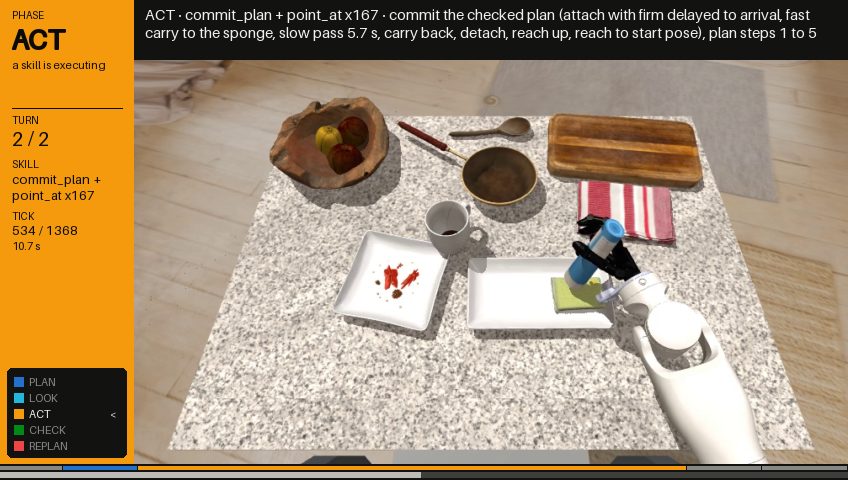 PHASE
ACT
a skill is executing
TURN
2 / 2
SKILL
commit_plan +
point_at x167
TICK
534 / 1368
10.7 s
PLAN
LOOK
ACT <
CHECK
REPLAN
ACT · commit_plan + point_at x167 · commit the checked plan (attach with firm delayed to arrival, fast
carry to the sponge, slow pass 5.7 s, carry back, detach, reach up, reach to start pose), plan steps 1 to 5